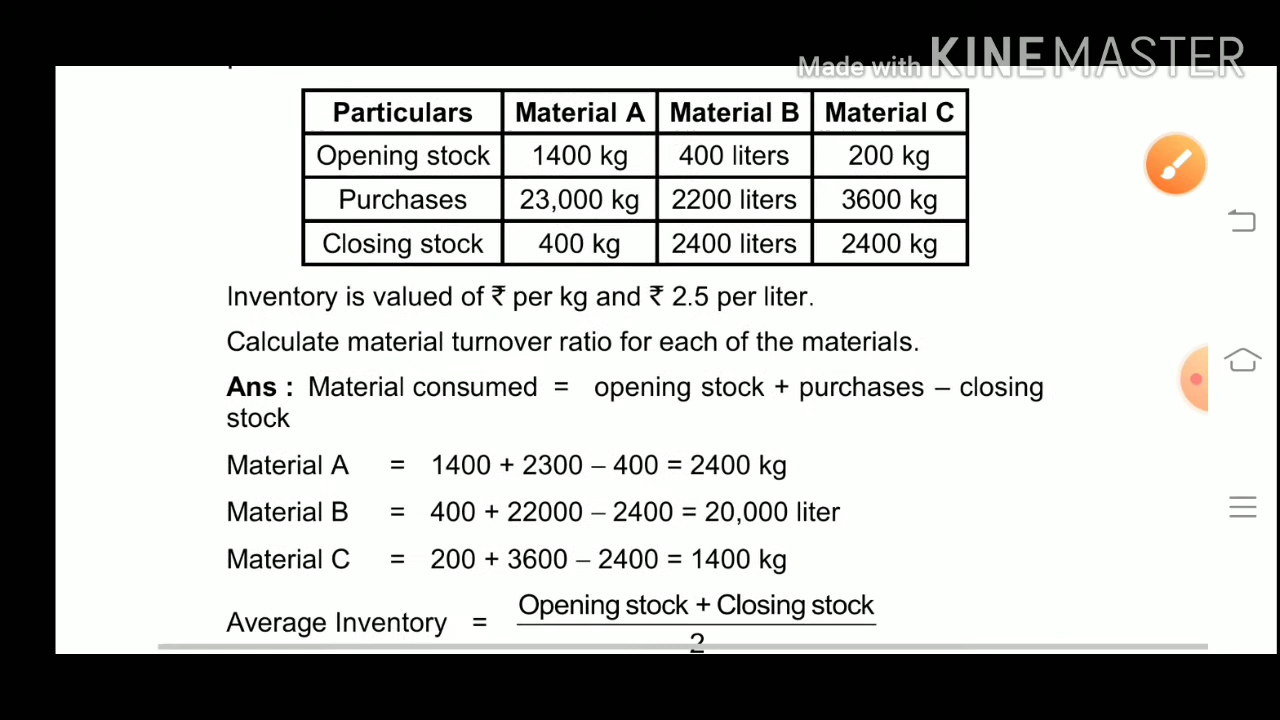 Made with KINEMASTER
Particulars Material A Material B Material C
Opening stock 1400 kg 400 liters 200 kg
Purchases 23,000 kg 2200 liters 3600 kg
Closing stock 400 kg 2400 liters 2400 kg
Inventory is valued of ₹ per kg and ₹ 2.5 per liter.
Calculate material turnover ratio for each of the materials.
Ans : Material consumed = opening stock + purchases – closing
stock
Material A = 1400 + 2300 – 400 = 2400 kg
Material B = 400 + 22000 – 2400 = 20,000 liter
Material C = 200 + 3600 – 2400 = 1400 kg
Average Inventory = Opening stock + Closing stock
2